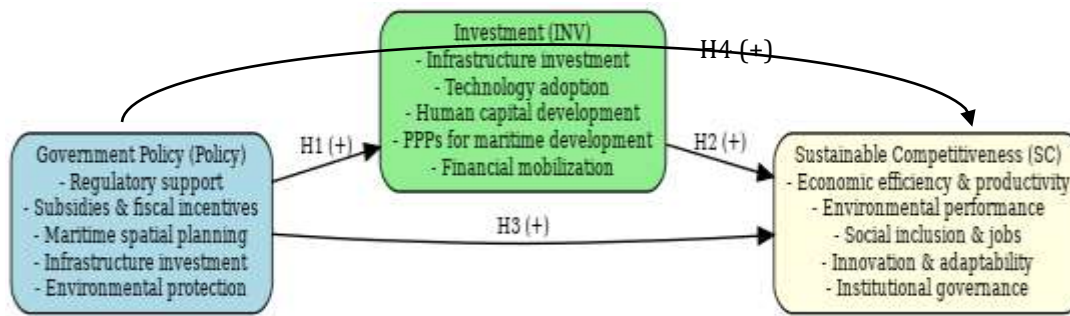 Investment (INV)
- Infrastructure investment
- Technology adoption
- Human capital development
- PPPs for maritime development
- Financial mobilization
H4 (+)
H1 (+)
H2 (+)
Government Policy (Policy)
- Regulatory support
- Subsidies & fiscal incentives
- Maritime spatial planning
- Infrastructure investment
- Environmental protection
H3 (+)
Sustainable Competitiveness (SC)
- Economic efficiency & productivity
- Environmental performance
- Social inclusion & jobs
- Innovation & adaptability
- Institutional governance